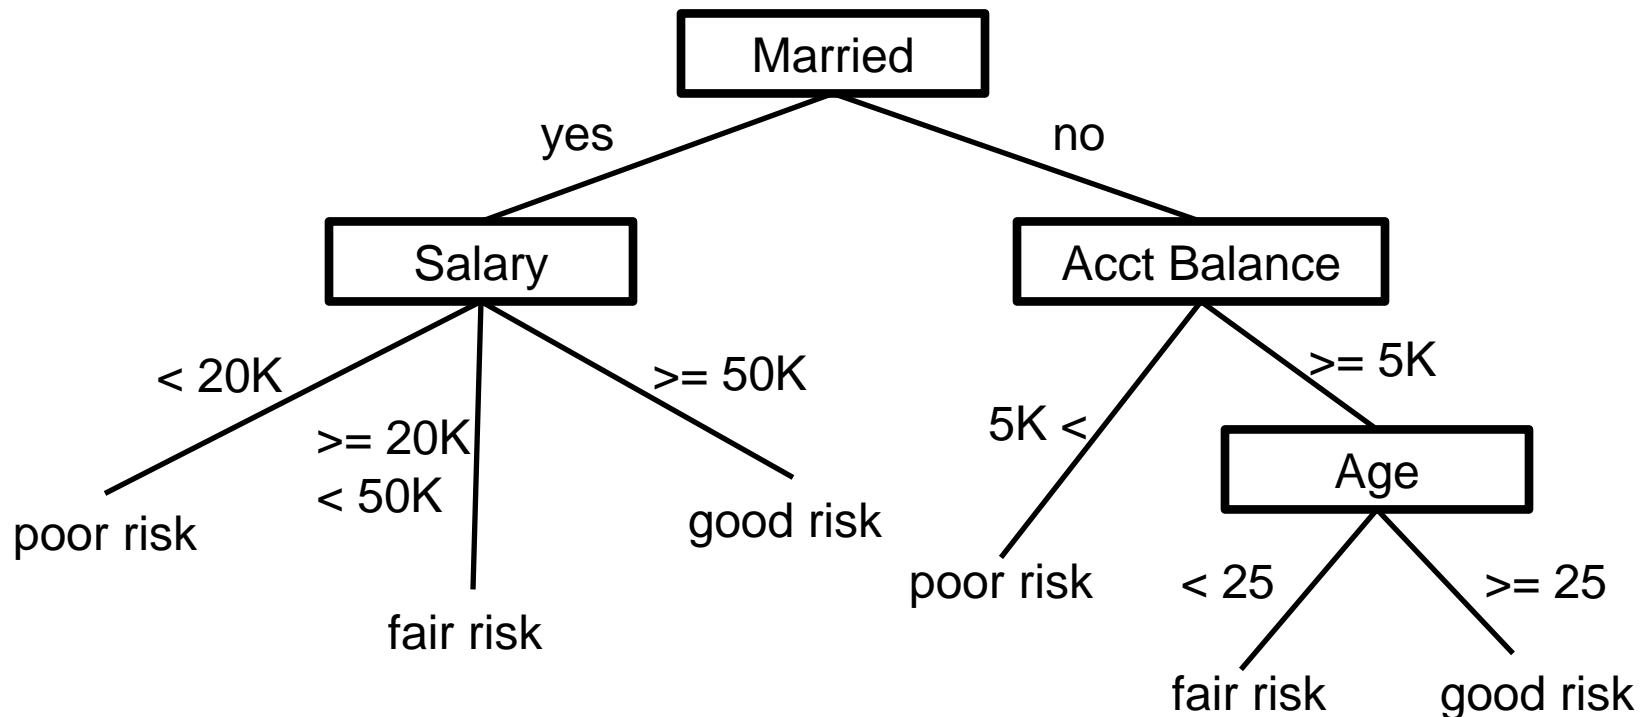 Married
yes
no
Salary
Acct Balance
< 20K
>= 20K
< 50K
>= 50K
5K <
>= 5K
Age
poor risk
fair risk
good risk
poor risk
< 25
>= 25
fair risk
good risk